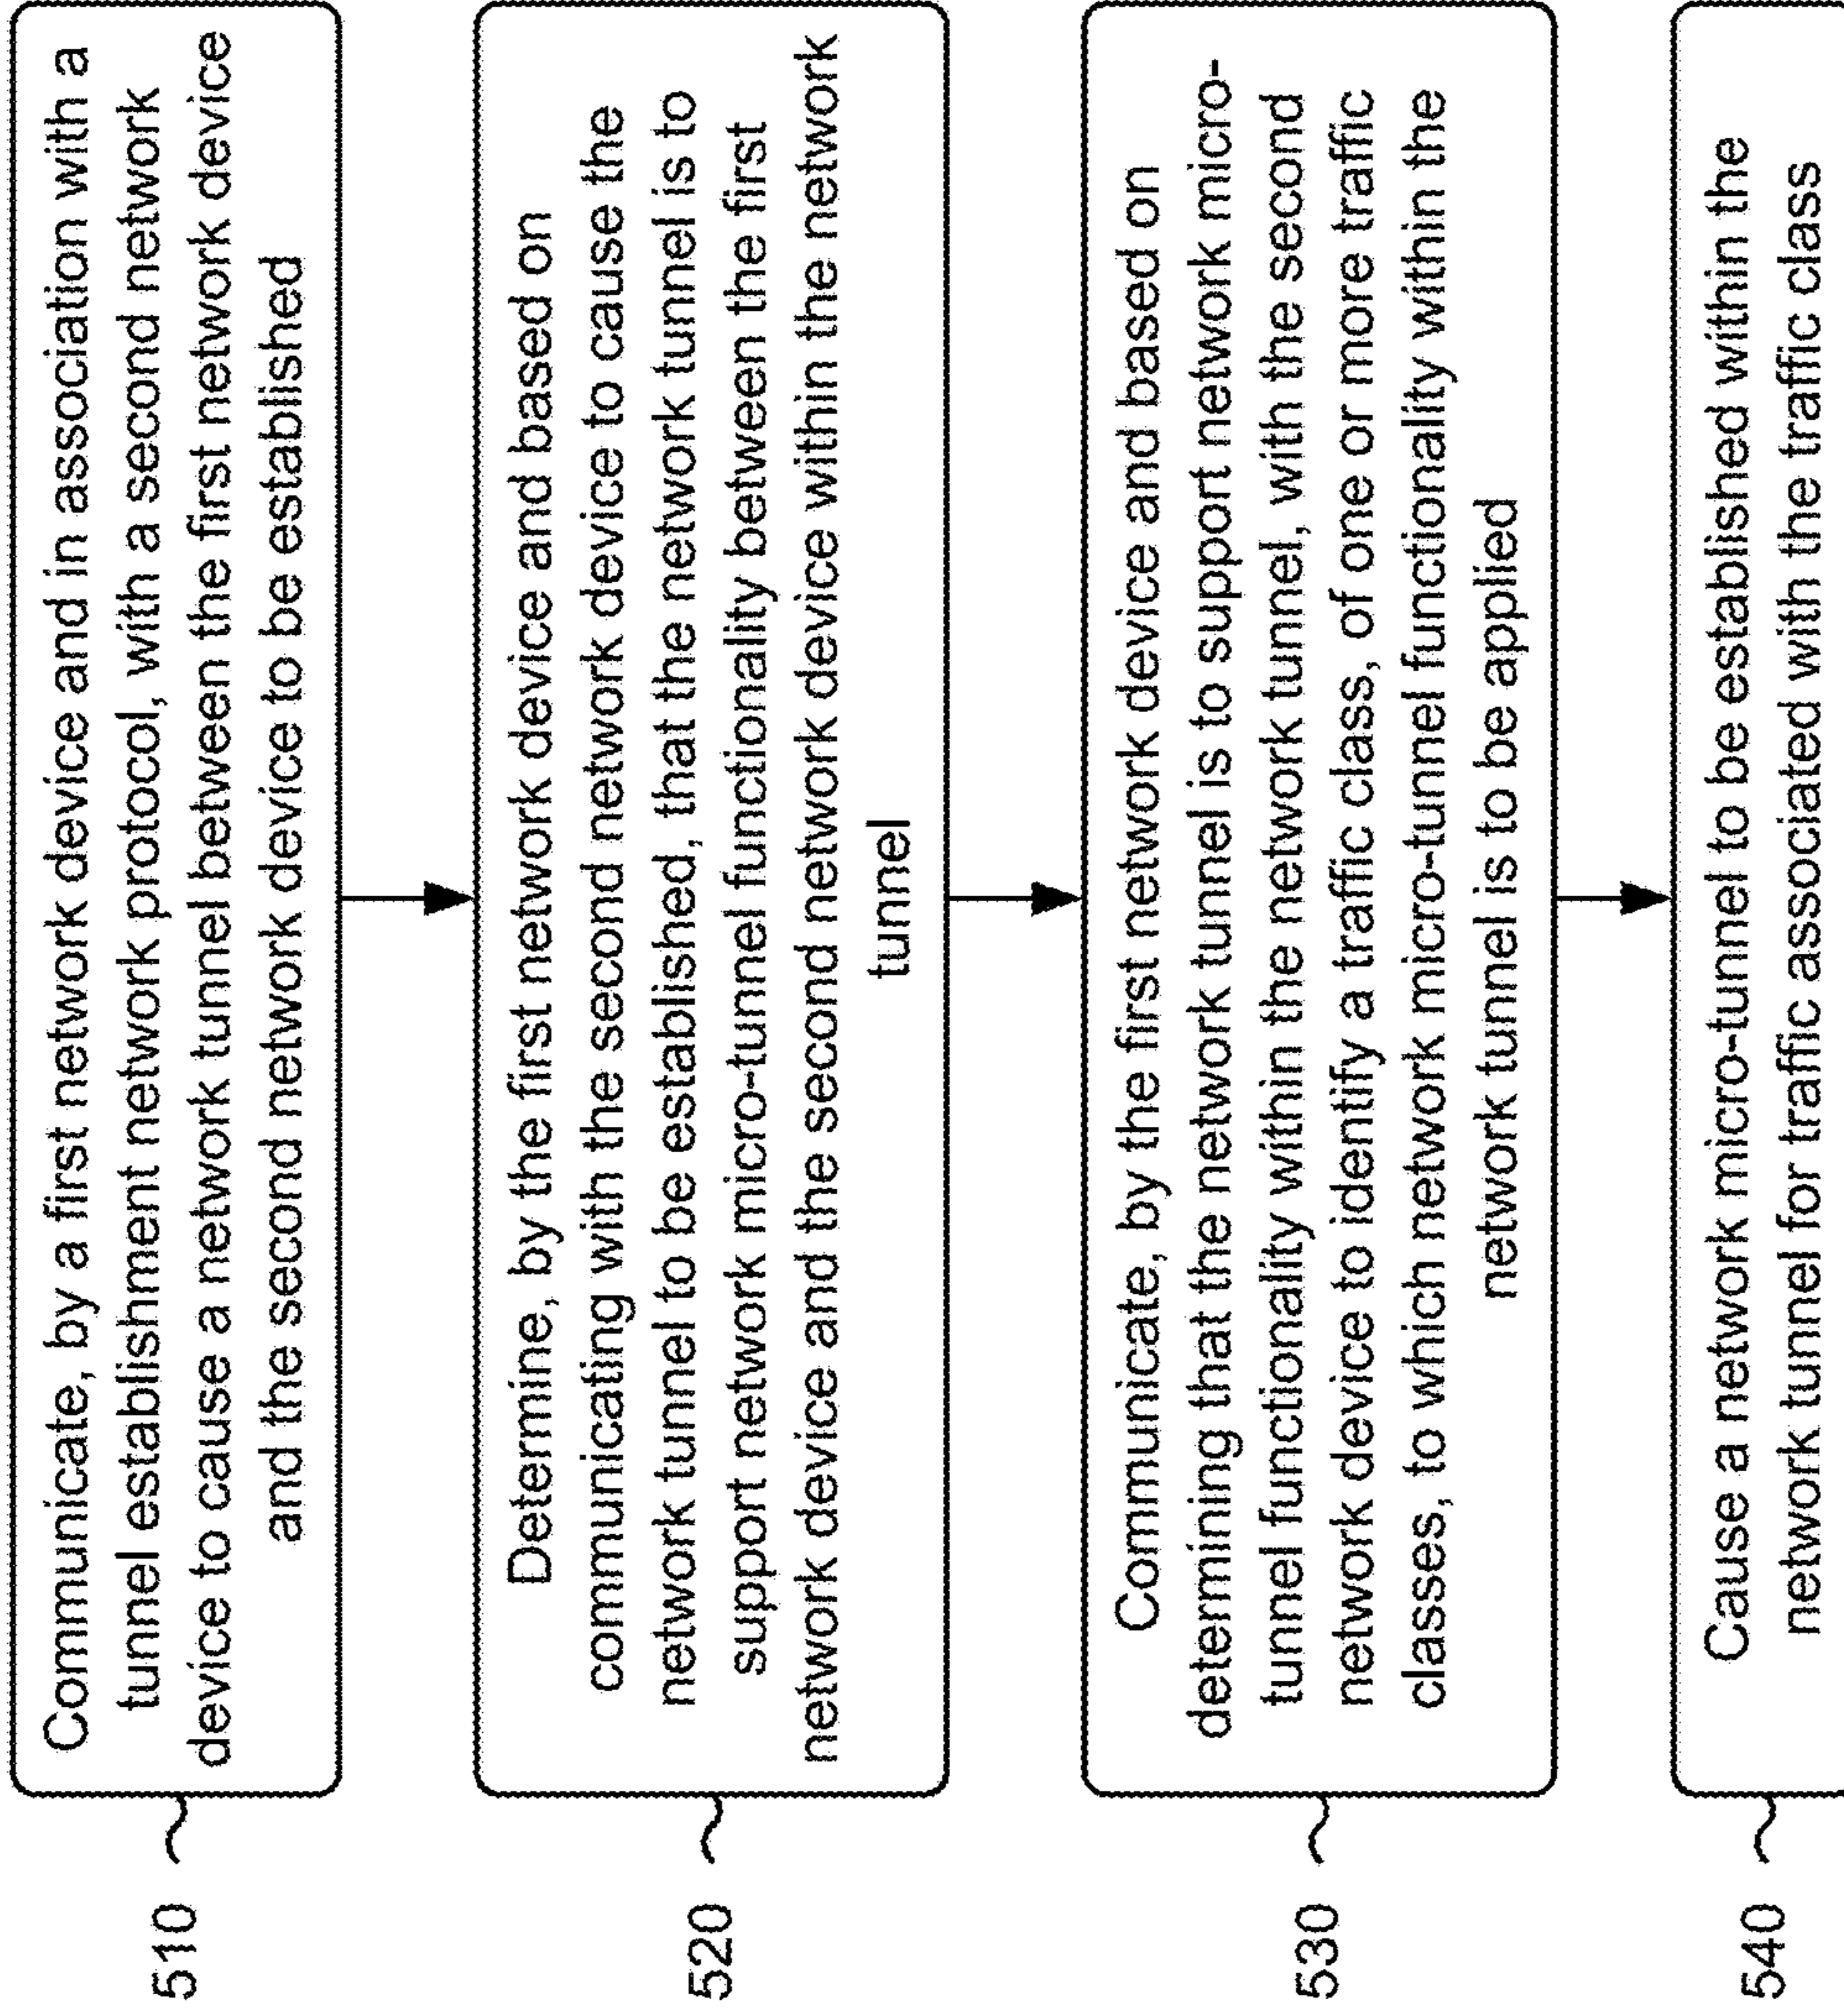 510
Communicate, by a first network device and in association with a
tunnel establishment network protocol, with a second network
device to cause a network tunnel between the first network device
and the second network device to be established
520
Determine, by the first network device and based on
communicating with the second network device to cause the
network tunnel to be established, that the network tunnel is to
support network micro-tunnel functionality between the first
network device and the second network device within the network
tunnel
530
Communicate, by the first network device and based on
determining that the network tunnel is to support network micro-
tunnel functionality within the network tunnel, with the second
network device to identify a traffic class, of one or more traffic
classes, to which network micro-tunnel functionality within the
network tunnel is to be applied
540
Cause a network micro-tunnel to be established within the
network tunnel for traffic associated with the traffic class